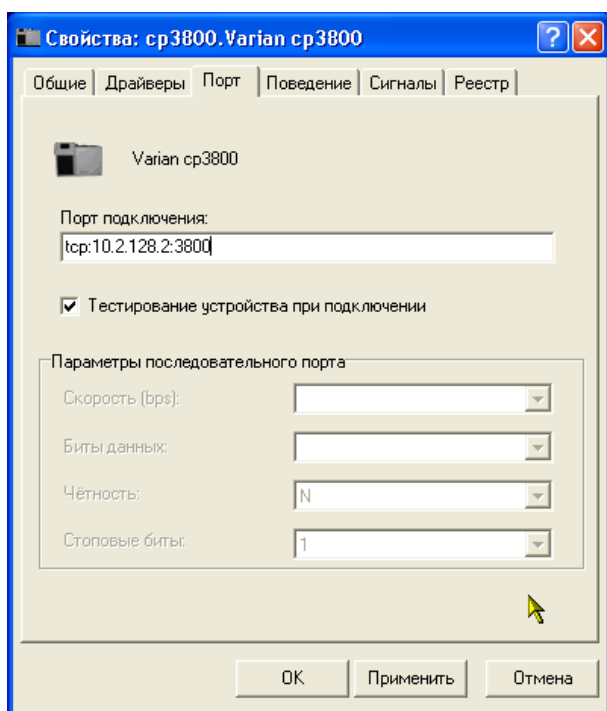 Свойства: cp3800.Varian cp3800
Общие Драйверы Порт Поведение Сигналы Реестр
Varian cp3800
Порт подключения:
tcp:10.2.128.2:3800
Тестирование устройства при подключении
Параметры последовательного порта
Скорость (bps):
Биты данных:
Чётность: N
Стоповые биты: 1
OK Применить Отмена